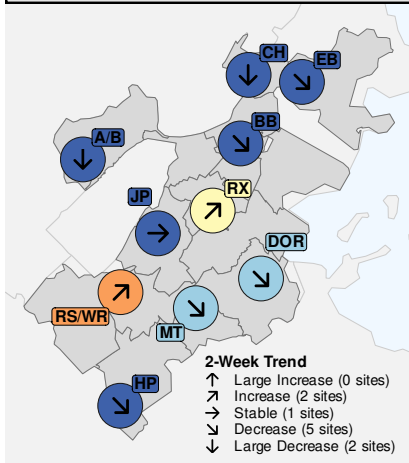 CH
EB
BB
A/B
RX
JP
DOR
RS/WR
MT
HP
2-Week Trend
↑ Large Increase (0 sites)
↗ Increase (2 sites)
→ Stable (1 sites)
↘ Decrease (5 sites)
↓ Large Decrease (2 sites)